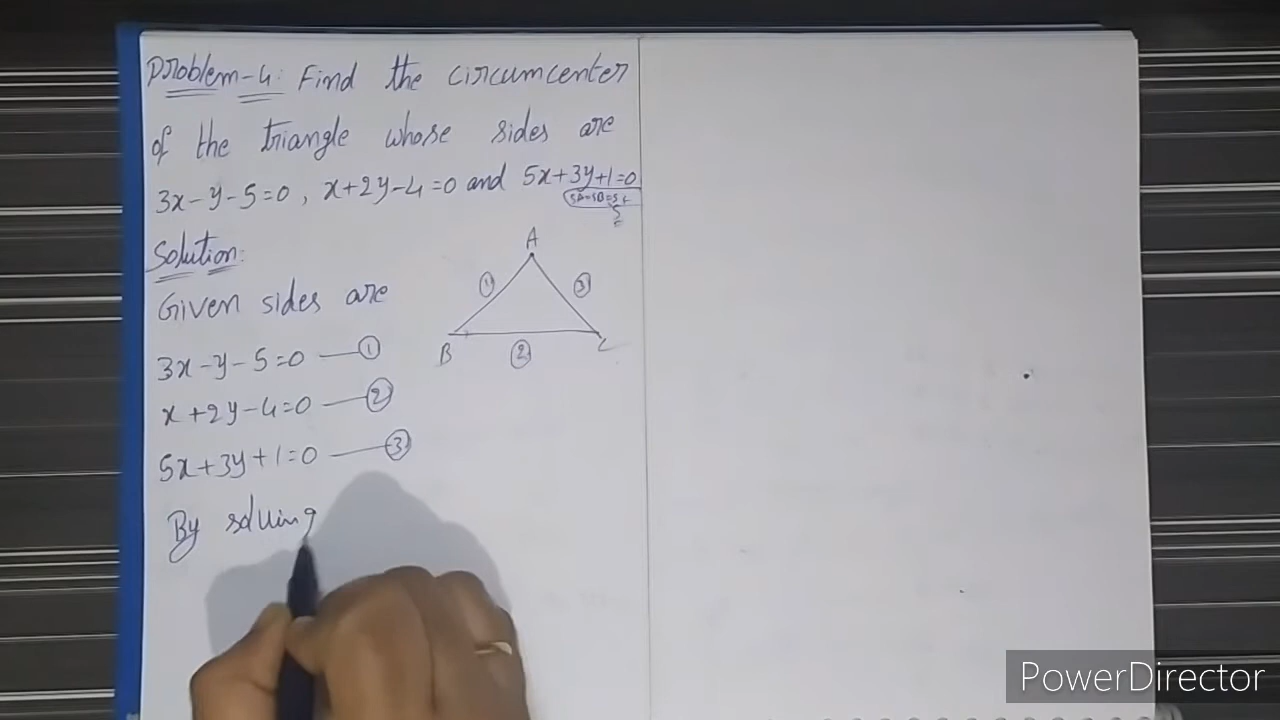 Problem-4: Find the circumcenter
of the triangle whose sides are
3x-y-5=0, x+2y-4=0 and 5x+3y+1=0
Solution:
Given sides are
3x-y-5=0 — ①
x+2y-4=0 — ②
5x+3y+1=0 — ③
By solving
A
① ③
B ② C
PowerDirector